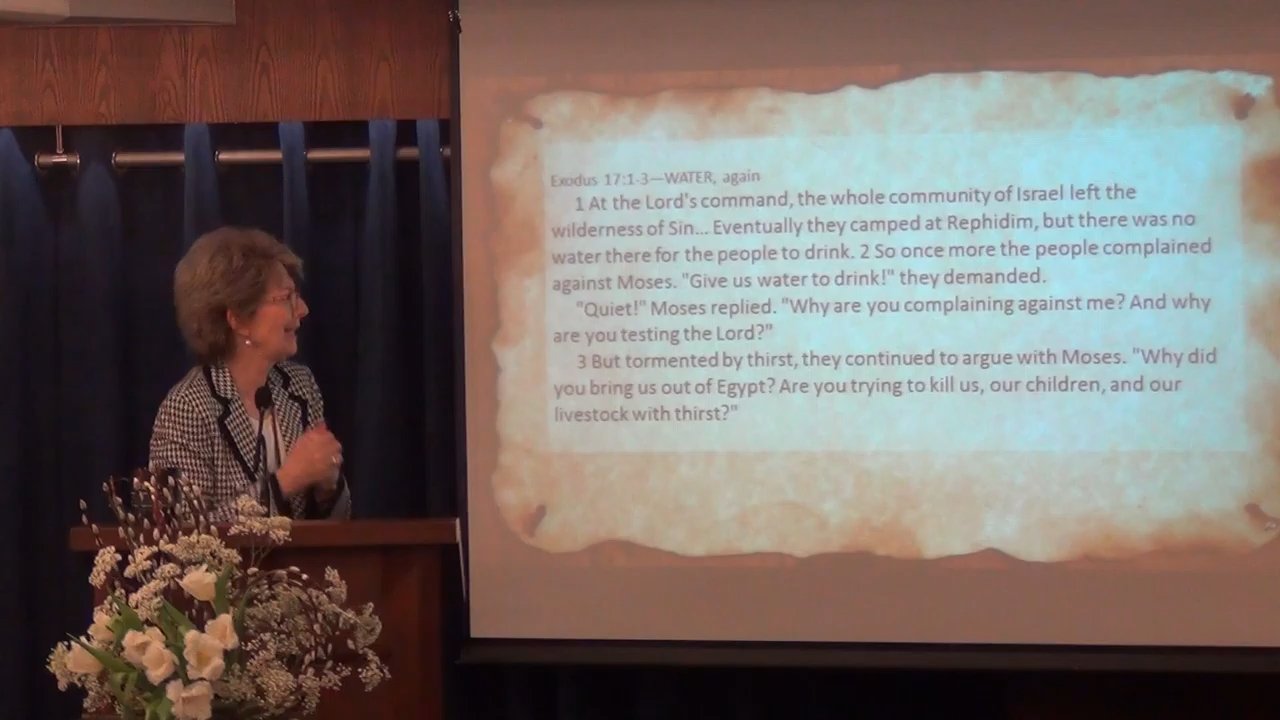 Exodus 17:1-3—WATER, again
1 At the Lord's command, the whole community of Israel left the
wilderness of Sin... Eventually they camped at Rephidim, but there was no
water there for the people to drink. 2 So once more the people complained
against Moses. "Give us water to drink!" they demanded.
"Quiet!" Moses replied. "Why are you complaining against me? And why
are you testing the Lord?"
3 But tormented by thirst, they continued to argue with Moses. "Why did
you bring us out of Egypt? Are you trying to kill us, our children, and our
livestock with thirst?"